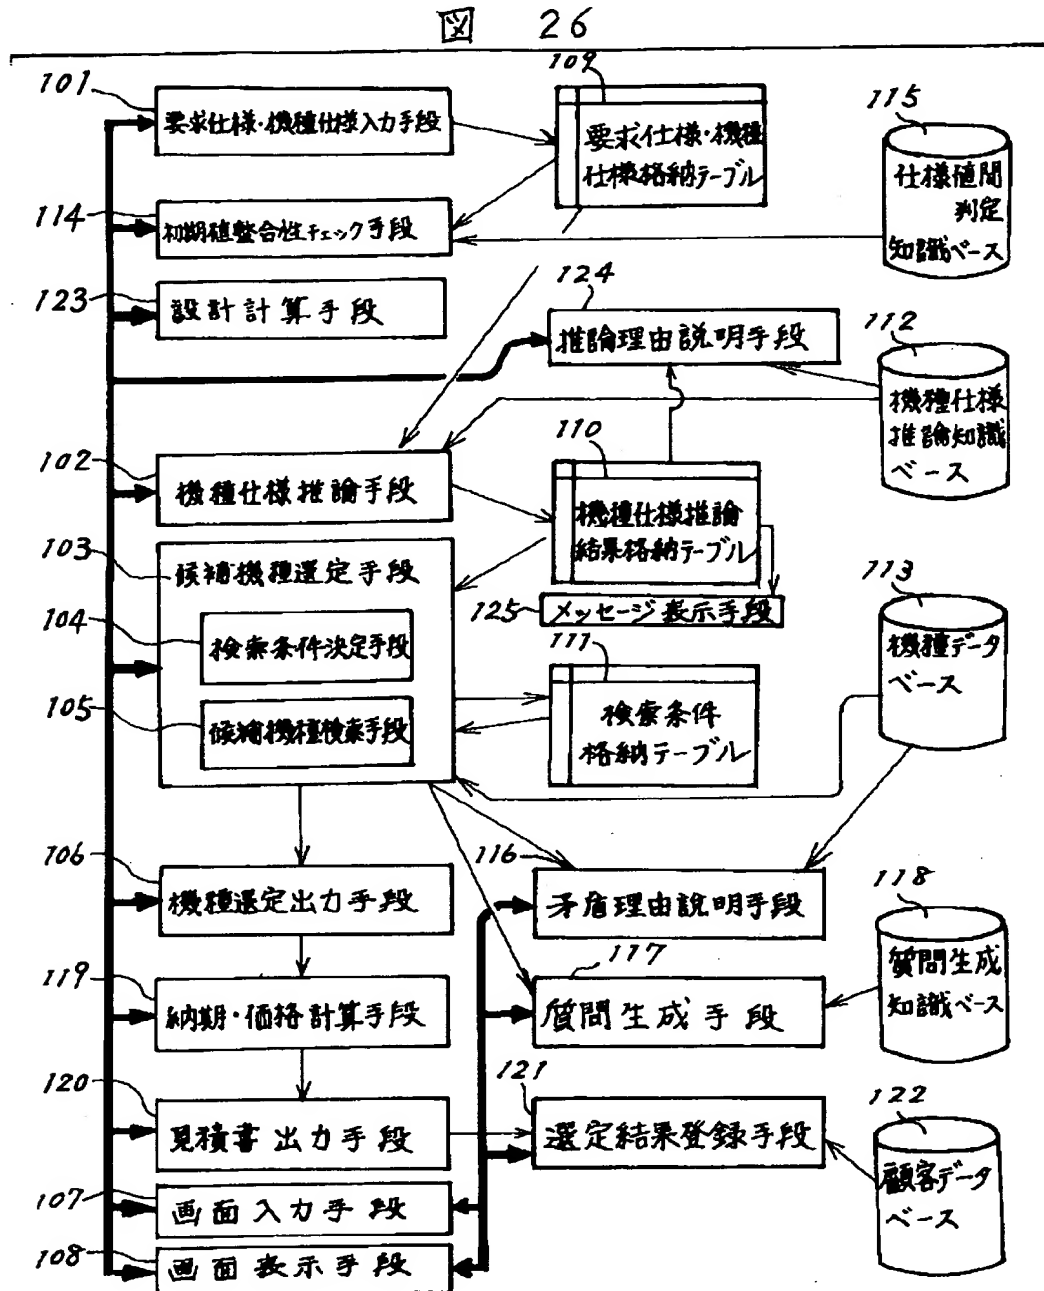 図 26
101
要求仕様・機種仕様入力手段
109
要求仕様・機種
仕様格納テーブル
115
仕様値間
判定
知識ベース
114
初期値整合性チェック手段
123
設計計算手段
124
推論理由説明手段
112
機種仕様
推論知識
ベース
102
機種仕様推論手段
110
機種仕様推論
結果格納テーブル
103
候補機種選定手段
104
検索条件決定手段
105
候補機種検索手段
125
メッセージ表示手段
111
検索条件
格納テーブル
113
機種データ
ベース
106
機種選定出力手段
116
矛盾理由説明手段
118
質問生成
知識ベース
119
納期・価格計算手段
117
質問生成手段
120
見積書出力手段
121
選定結果登録手段
122
顧客データ
ベース
107
画面入力手段
108
画面表示手段